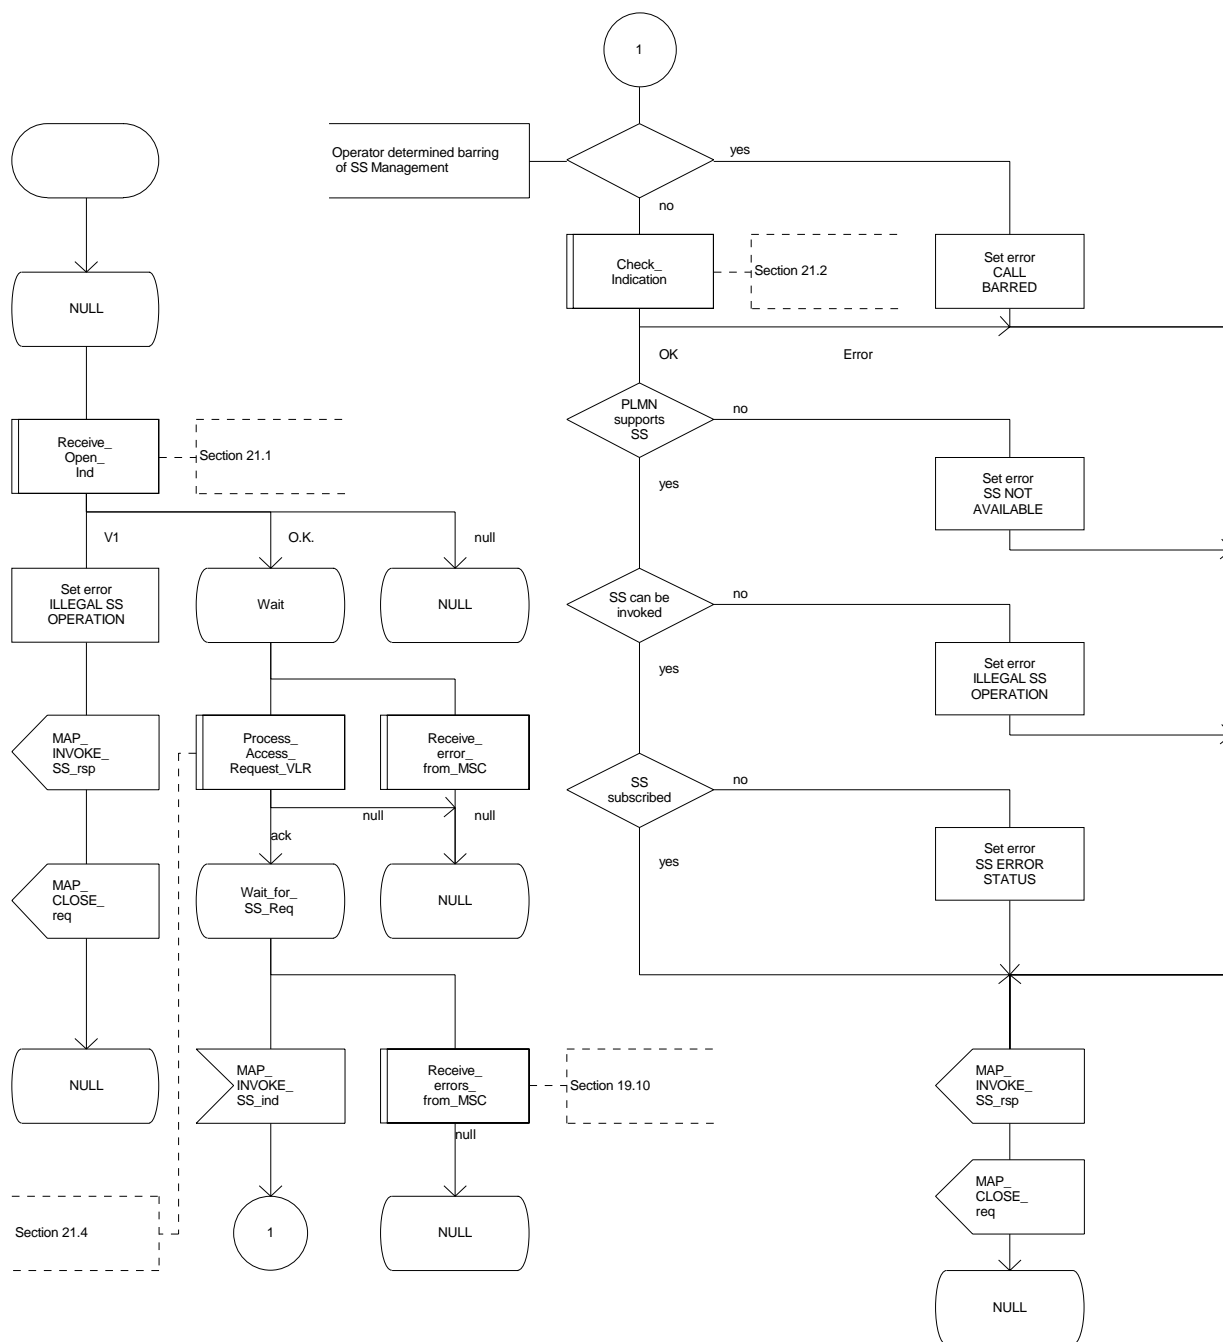 1
Operator determined barring
of SS Management
yes
no
Check_
Indication
Section 21.2
Set error
CALL
BARRED
NULL
OK
Error
PLMN
supports
SS
no
yes
Receive_
Open_
Ind
Section 21.1
Set error
SS NOT
AVAILABLE
V1
O.K.
null
Set error
ILLEGAL SS
OPERATION
Wait
NULL
SS can be
invoked
no
yes
Set error
ILLEGAL SS
OPERATION
MAP_
INVOKE_
SS_rsp
Process_
Access_
Request_VLR
Receive_
error_
from_MSC
SS
subscribed
no
yes
null
null
ack
Set error
SS ERROR
STATUS
MAP_
CLOSE_
req
Wait_for_
SS_Req
NULL
NULL
MAP_
INVOKE_
SS_ind
Receive_
errors_
from_MSC
Section 19.10
null
MAP_
INVOKE_
SS_rsp
Section 21.4
1
NULL
MAP_
CLOSE_
req
NULL